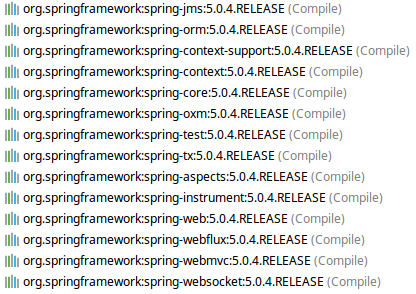 org.springframework:spring-jms:5.0.4.RELEASE (Compile)
org.springframework:spring-orm:5.0.4.RELEASE (Compile)
org.springframework:spring-context-support:5.0.4.RELEASE (Compile)
org.springframework:spring-context:5.0.4.RELEASE (Compile)
org.springframework:spring-core:5.0.4.RELEASE (Compile)
org.springframework:spring-oxm:5.0.4.RELEASE (Compile)
org.springframework:spring-test:5.0.4.RELEASE (Compile)
org.springframework:spring-tx:5.0.4.RELEASE (Compile)
org.springframework:spring-aspects:5.0.4.RELEASE (Compile)
org.springframework:spring-instrument:5.0.4.RELEASE (Compile)
org.springframework:spring-web:5.0.4.RELEASE (Compile)
org.springframework:spring-webflux:5.0.4.RELEASE (Compile)
org.springframework:spring-webmvc:5.0.4.RELEASE (Compile)
org.springframework:spring-websocket:5.0.4.RELEASE (Compile)